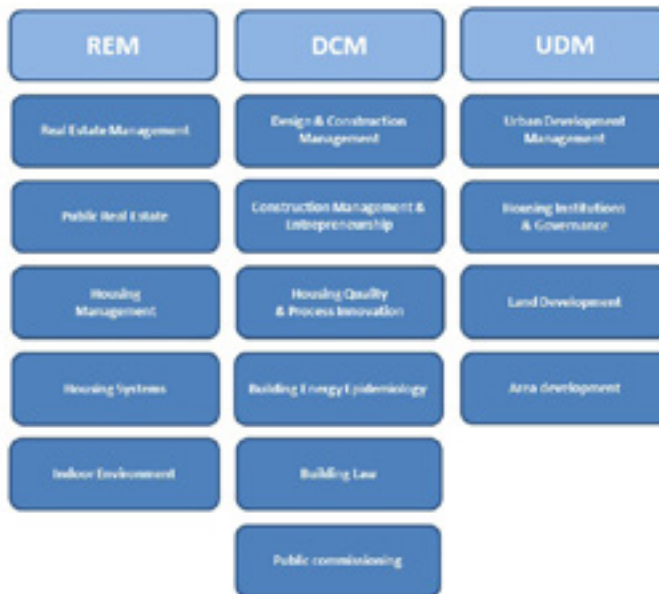 REM
Real Estate Management
Public Real Estate
Housing
Management
Housing Systems
Indoor Environment
DCM
Design & Construction
Management
Construction Management &
Entrepreneurship
Housing Quality
& Process Innovation
Building Energy Epidemiology
Building Law
Public commissioning
UDM
Urban Development
Management
Housing Institutions
& Governance
Land Development
Area development